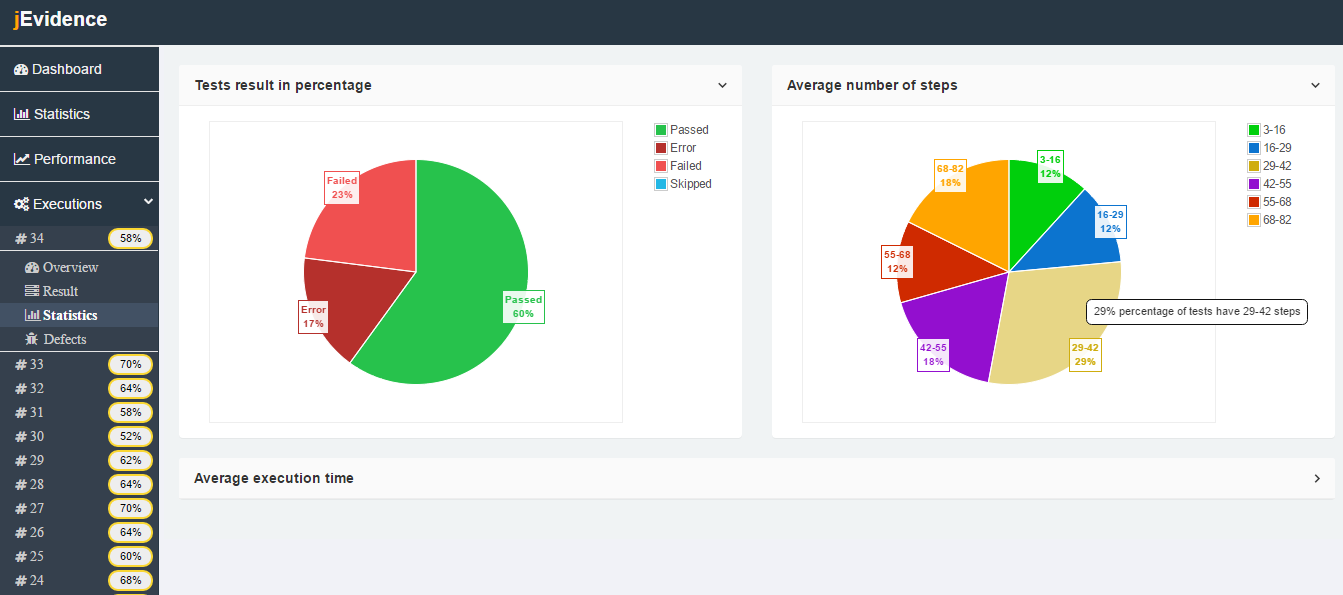 jEvidence
Dashboard
Statistics
Performance
Executions
# 34 58%
Overview
Result
Statistics
Defects
# 33 70%
# 32 64%
# 31 58%
# 30 52%
# 29 62%
# 28 64%
# 27 70%
# 26 64%
# 25 60%
# 24 68%
Tests result in percentage
Failed
23%
Error
17%
Passed
60%
Passed
Error
Failed
Skipped
Average number of steps
68-82
18%
3-16
12%
16-29
12%
55-68
12%
29% percentage of tests have 29-42 steps
42-55
18%
29-42
29%
3-16
16-29
29-42
42-55
55-68
68-82
Average execution time